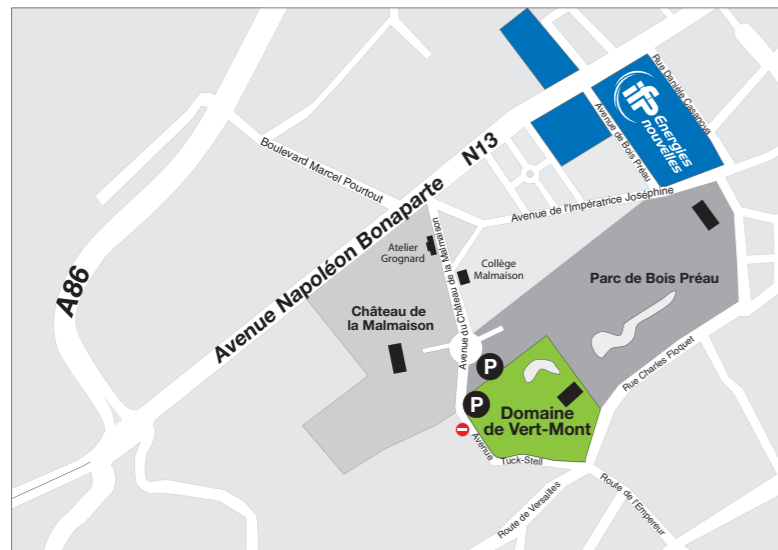 A86
Avenue Napoléon Bonaparte
N13
Boulevard Marcel Pourtout
Avenue de Bois Préau
Rue Danièle Casanova
ifp Energies
nouvelles
Avenue de l'Impératrice Joséphine
Atelier
Grognard
Avenue du Château de la Malmaison
Collège
Malmaison
Château de
la Malmaison
Parc de Bois Préau
Rue Charles Floquet
P
P
Domaine
de Vert-Mont
Avenue
Tuck-Stell
Route de Versailles
Route de l'Empereur